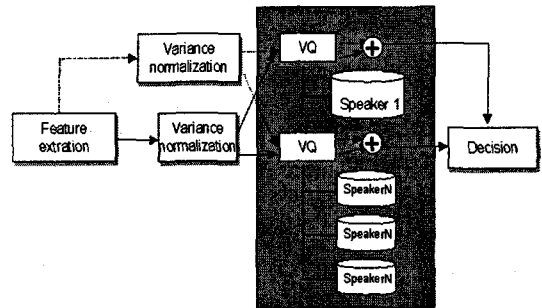 Variance
normalization
VQ
Speaker 1
Feature
extration
Variance
normalization
VQ
Decision
SpeakerN
SpeakerN
SpeakerN